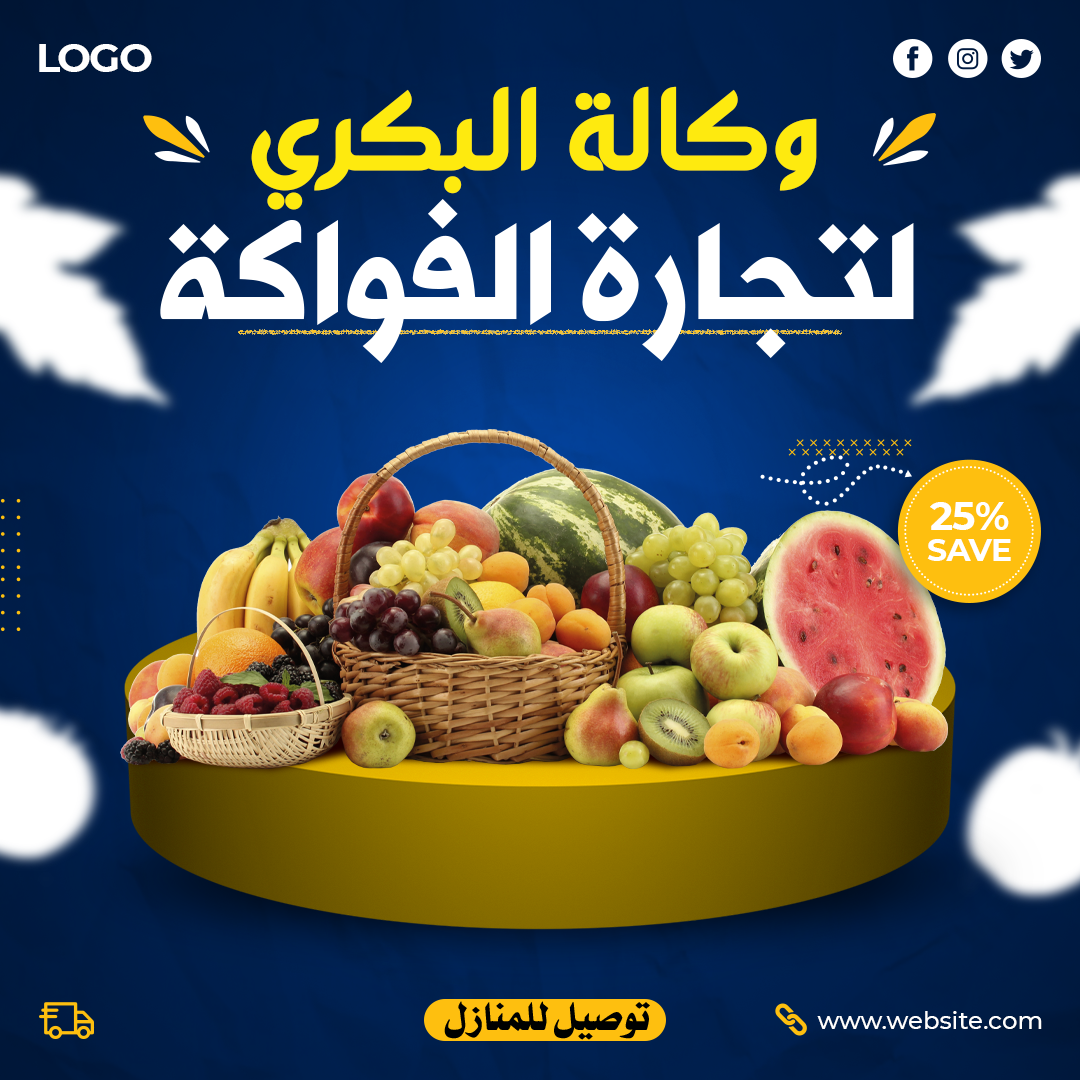 LOGO
وكالة البكري
لتجارة الفواكة
25%
SAVE
توصيل للمنازل
www.website.com